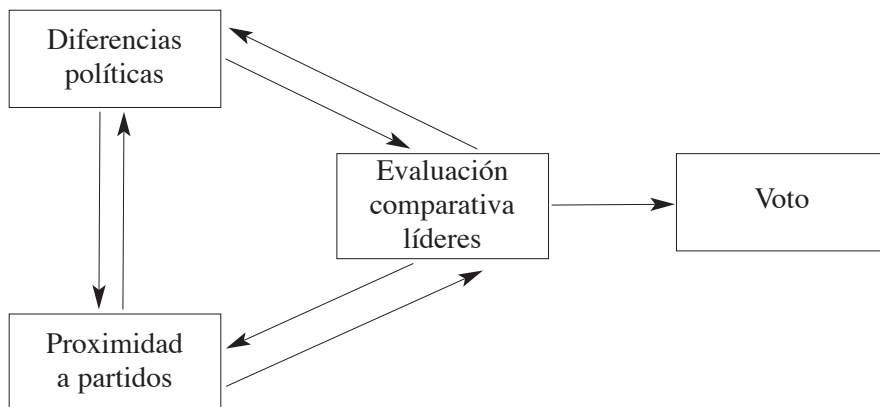 Diferencias
políticas
Evaluación
comparativa
líderes
Voto
Proximidad
a partidos